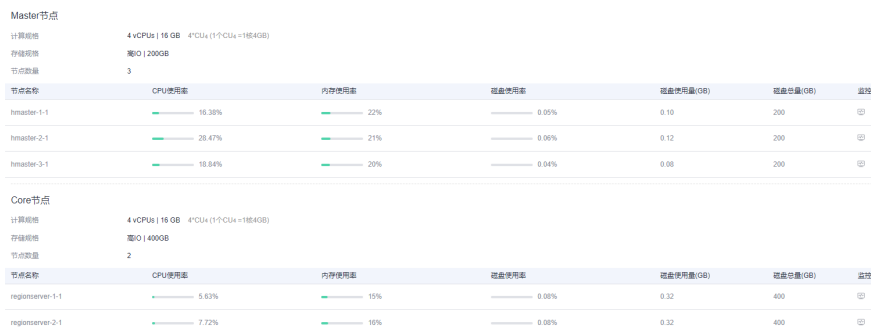 Master节点
计算规格 4 vCPUs | 16 GB 4*CUs (1个CUs =1核4GB)
存储规格 高IO | 200GB
节点数量 3
节点名称 CPU使用率 内存使用率 磁盘使用率 磁盘使用量(GB) 磁盘总量(GB) 监控
hmaster-1-1 16.38% 22% 0.05% 0.10 200
hmaster-2-1 28.47% 21% 0.06% 0.12 200
hmaster-3-1 18.84% 20% 0.04% 0.08 200
Core节点
计算规格 4 vCPUs | 16 GB 4*CUs (1个CUs =1核4GB)
存储规格 高IO | 400GB
节点数量 2
节点名称 CPU使用率 内存使用率 磁盘使用率 磁盘使用量(GB) 磁盘总量(GB) 监控
regionserver-1-1 5.63% 15% 0.08% 0.32 400
regionserver-2-1 7.72% 16% 0.08% 0.32 400